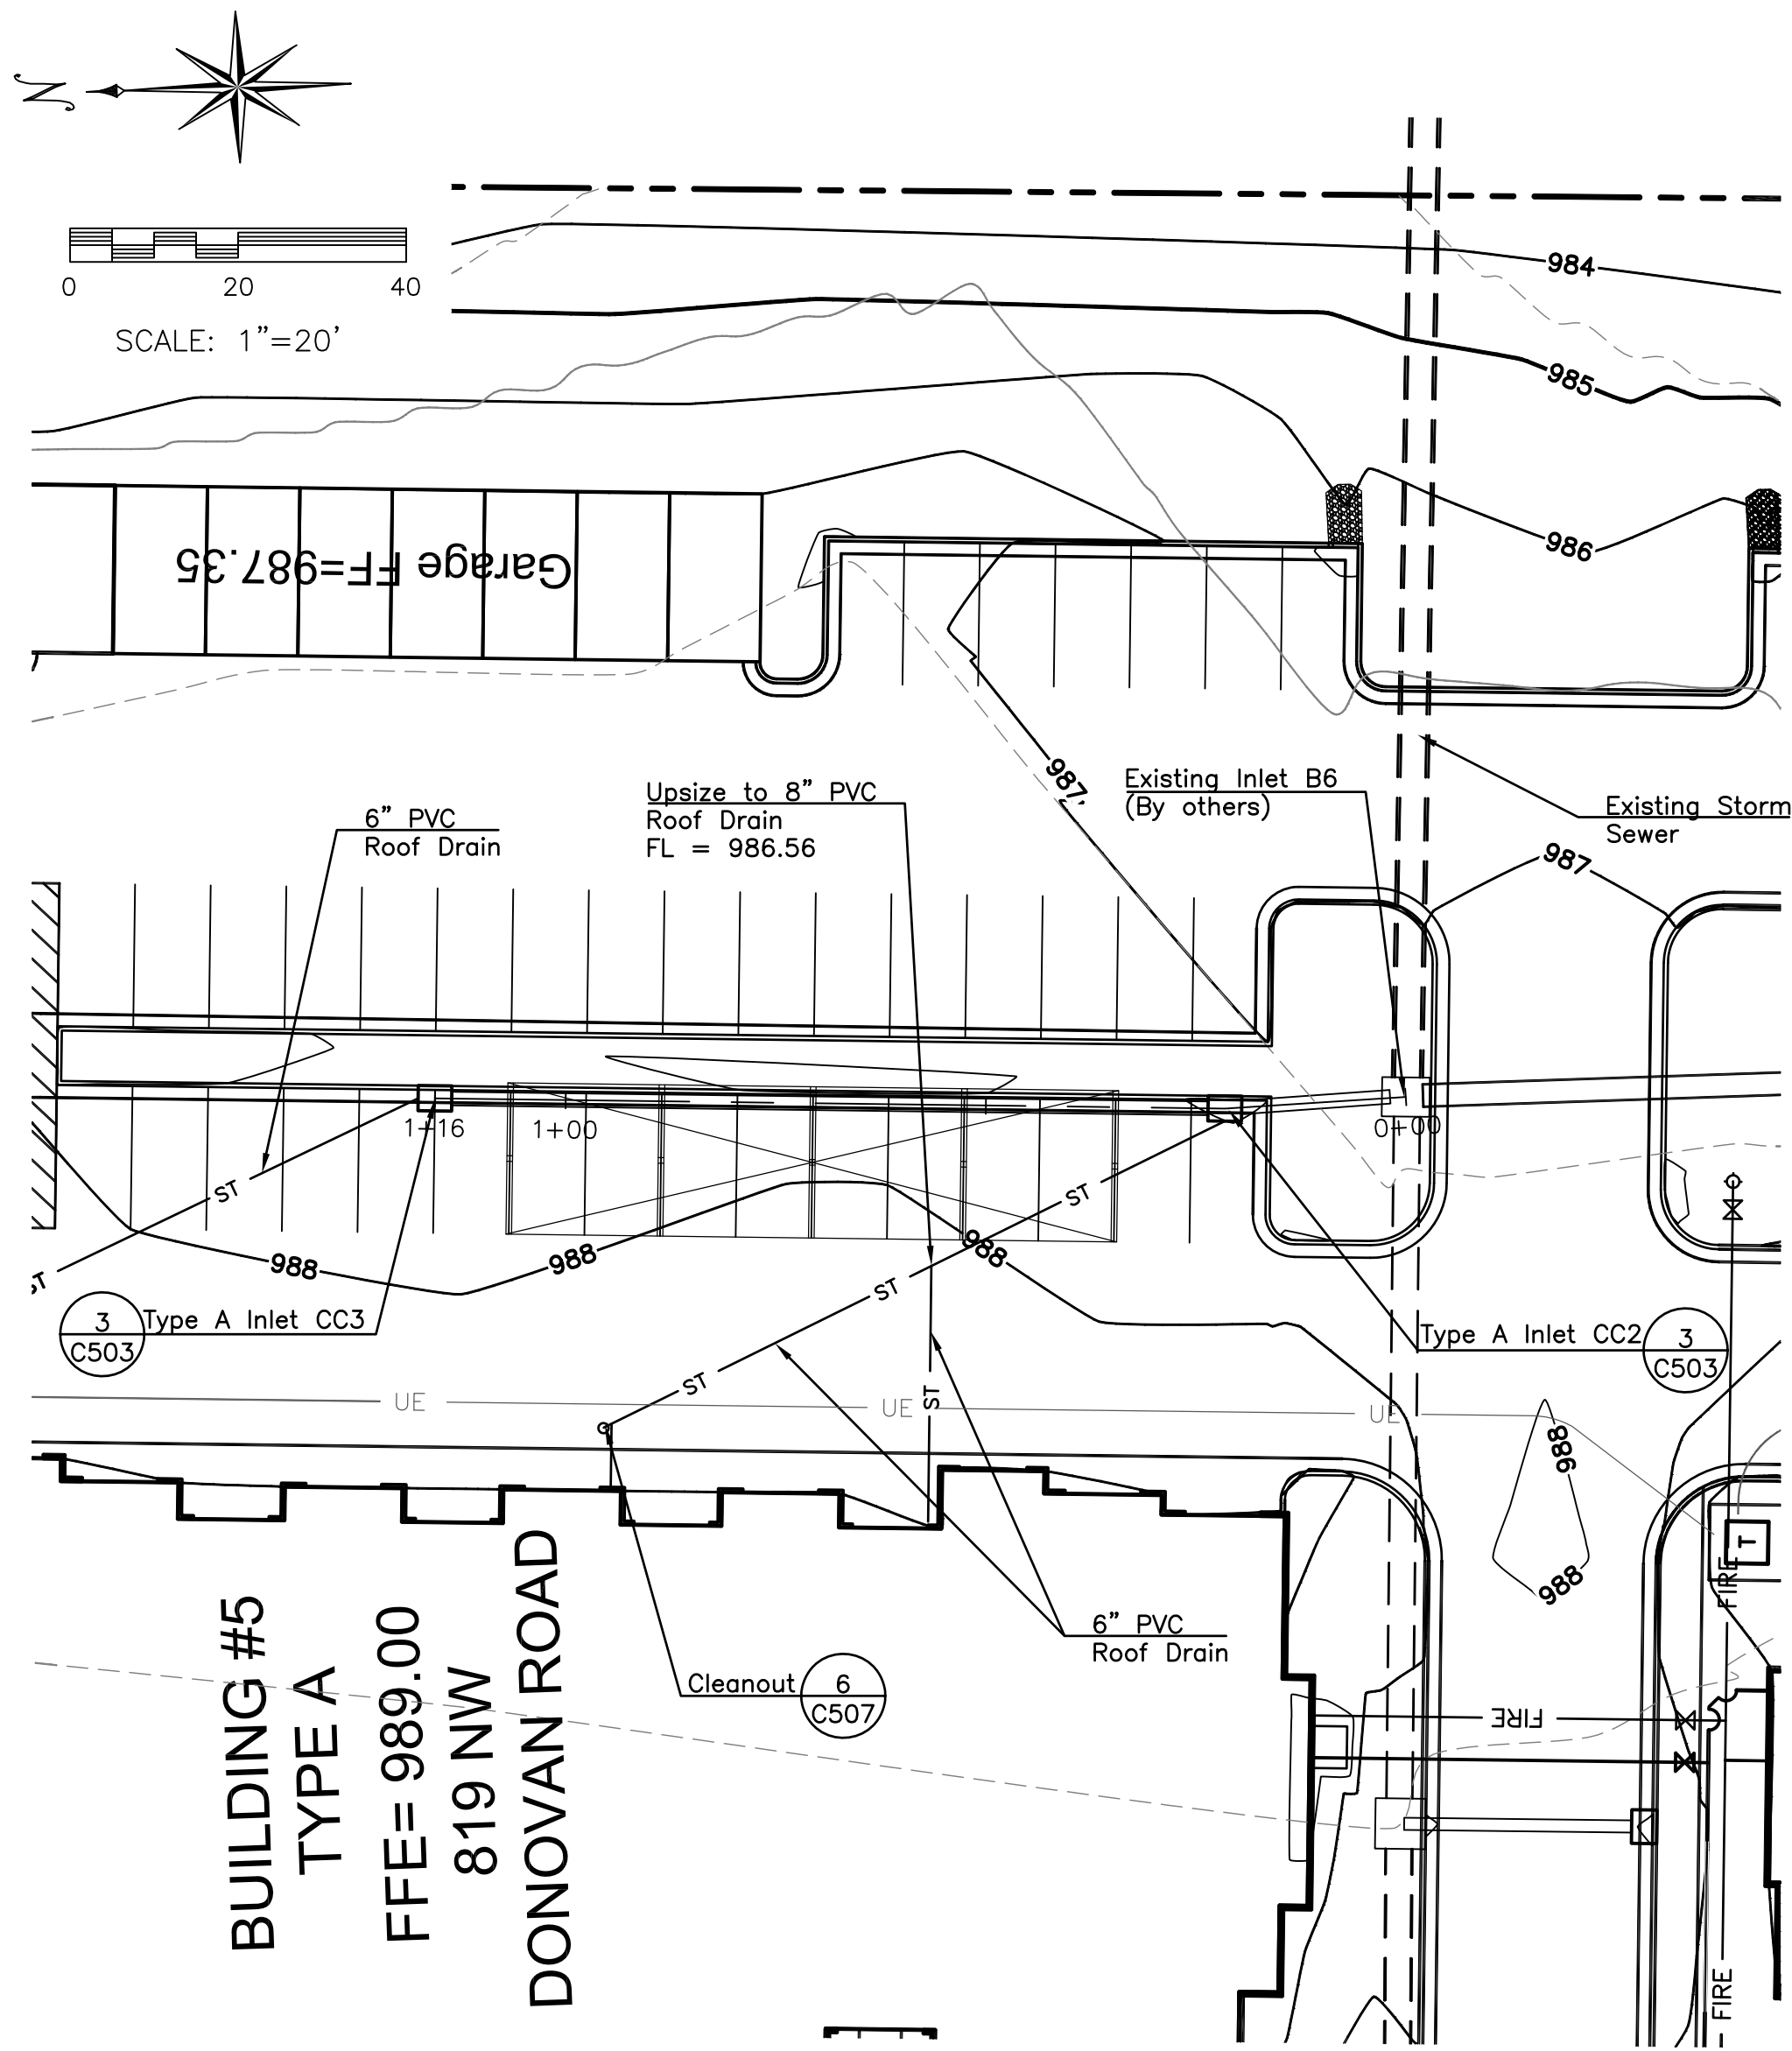 N
0 20 40
SCALE: 1"=20'
984
985
986
Garage FF=987.35
987
Existing Inlet B6
(By others)
Upsize to 8" PVC
Roof Drain
FL = 986.56
6" PVC
Roof Drain
Existing Storm
Sewer
987
1+16
1+00
0+00
ST
ST
ST
ST
988
988
988
3
C503
Type A Inlet CC3
Type A Inlet CC2
3
C503
ST
ST
UE
UE
UE
988
988
T
FIRE
6" PVC
Roof Drain
Cleanout
6
C507
BUILDING #5
TYPE A
FFE= 989.00
819 NW
DONOVAN ROAD
FIRE
FIRE